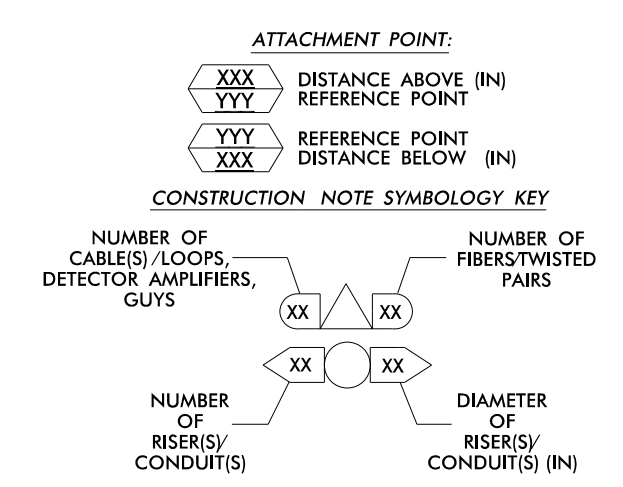 ATTACHMENT POINT:
XXX
YYY
DISTANCE ABOVE (IN)
REFERENCE POINT
YYY
XXX
REFERENCE POINT
DISTANCE BELOW (IN)
CONSTRUCTION NOTE SYMBOLOGY KEY
NUMBER OF
CABLE(S)/LOOPS,
DETECTOR AMPLIFIERS,
GUYS
NUMBER OF
FIBERS/TWISTED
PAIRS
XX
XX
XX
XX
NUMBER
OF
RISER(S)/
CONDUIT(S)
DIAMETER
OF
RISER(S)/
CONDUIT(S) (IN)